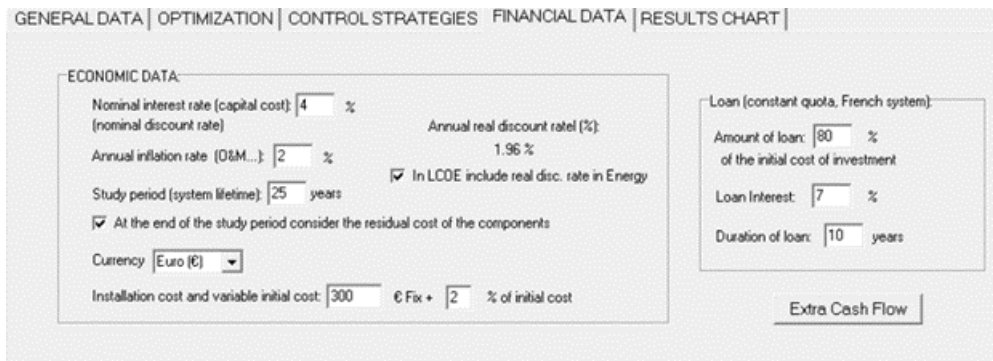 GENERAL DATA OPTIMIZATION CONTROL STRATEGIES FINANCIAL DATA RESULTS CHART
ECONOMIC DATA:
Nominal interest rate (capital cost): 4 %
(nominal discount rate)
Annual real discount ratel (%):
1.96 %
Annual inflation rate (O&M...): 2 %
In LCOE include real disc. rate in Energy
Study period (system lifetime): 25 years
At the end of the study period consider the residual cost of the components
Currency Euro (€)
Installation cost and variable initial cost: 300 € Fix + 2 % of initial cost
Loan (constant quota, French system):
Amount of loan: 80 %
of the initial cost of investment
Loan Interest: 7 %
Duration of loan: 10 years
Extra Cash Flow